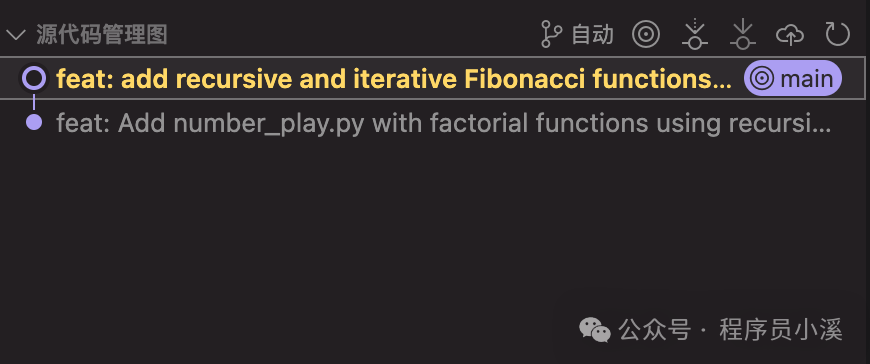 源代码管理图 自动
feat: add recursive and iterative Fibonacci functions... main
feat: Add number_play.py with factorial functions using recursi...
公众号 · 程序员小溪